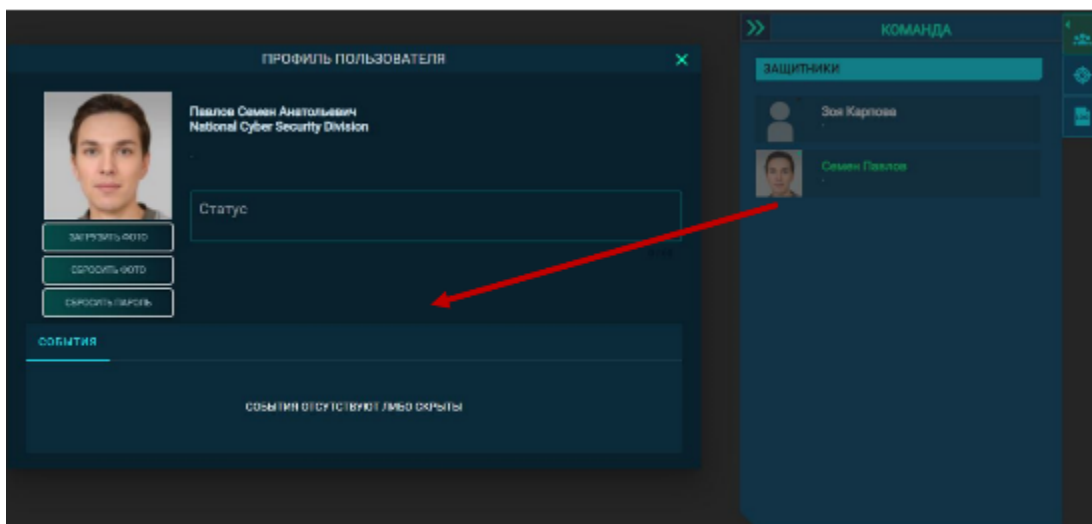 ПРОФИЛЬ ПОЛЬЗОВАТЕЛЯ
Павлов Семен Анатольевич
National Cyber Security Division
Статус
ЗАГРУЗИТЬ ФОТО
СБРОСИТЬ ФОТО
СБРОСИТЬ ПАРОЛЬ
СОБЫТИЯ
СОБЫТИЯ ОТСУТСТВУЮТ ЛИБО СКРЫТЫ
КОМАНДА
ЗАЩИТНИКИ
Зоя Карпова
Семен Павлов